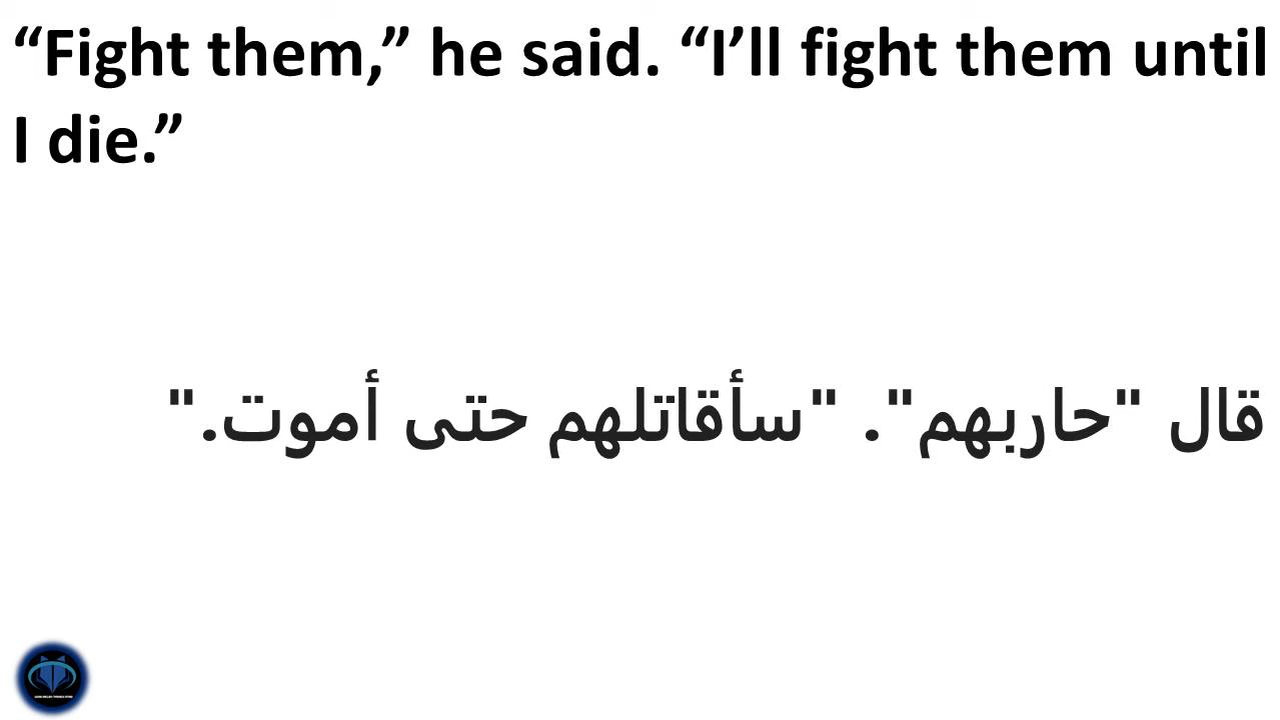 “Fight them,” he said. “I’ll fight them until
I die.”
قال "حاربهم". "سأقاتلهم حتى أموت."